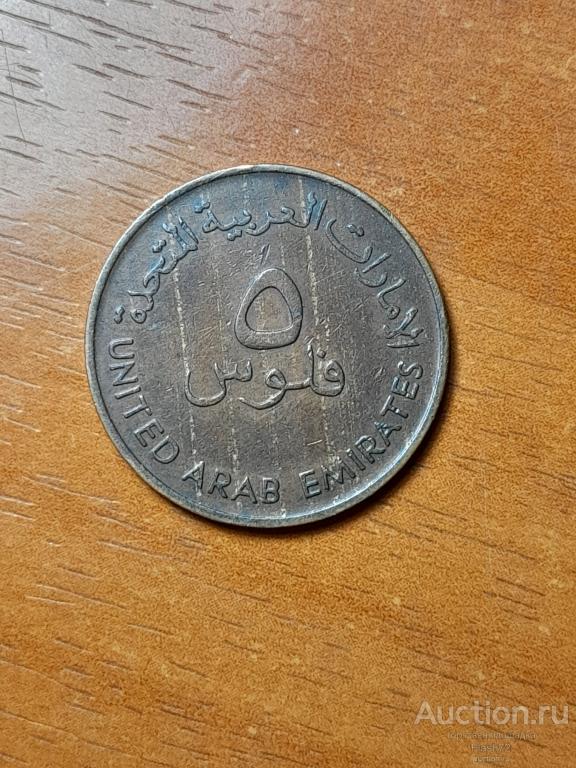 الإمارات العربية المتحدة
٥
فلوس
UNITED ARAB EMIRATES
Auction.ru